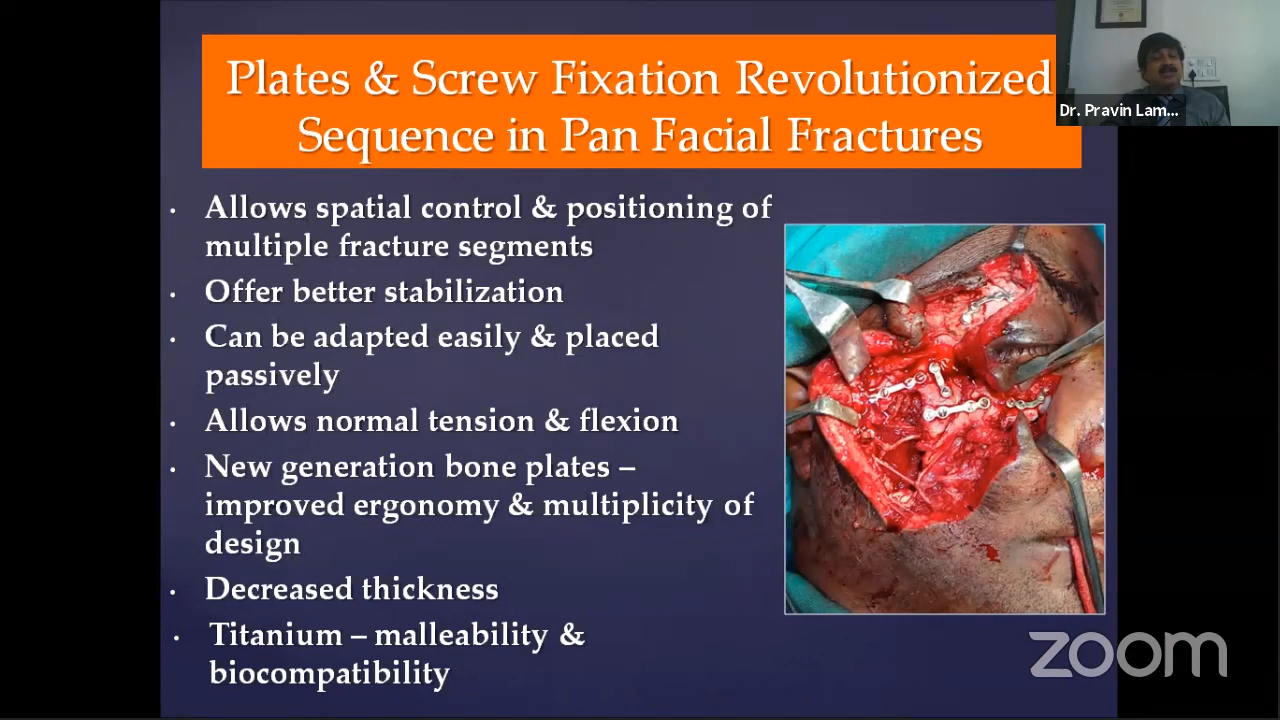 Plates & Screw Fixation Revolutionized
Sequence in Pan Facial Fractures
Dr. Pravin Lam...
• Allows spatial control & positioning of
multiple fracture segments
• Offer better stabilization
• Can be adapted easily & placed
passively
• Allows normal tension & flexion
• New generation bone plates –
improved ergonomy & multiplicity of
design
• Decreased thickness
• Titanium – malleability &
biocompatibility
zoom